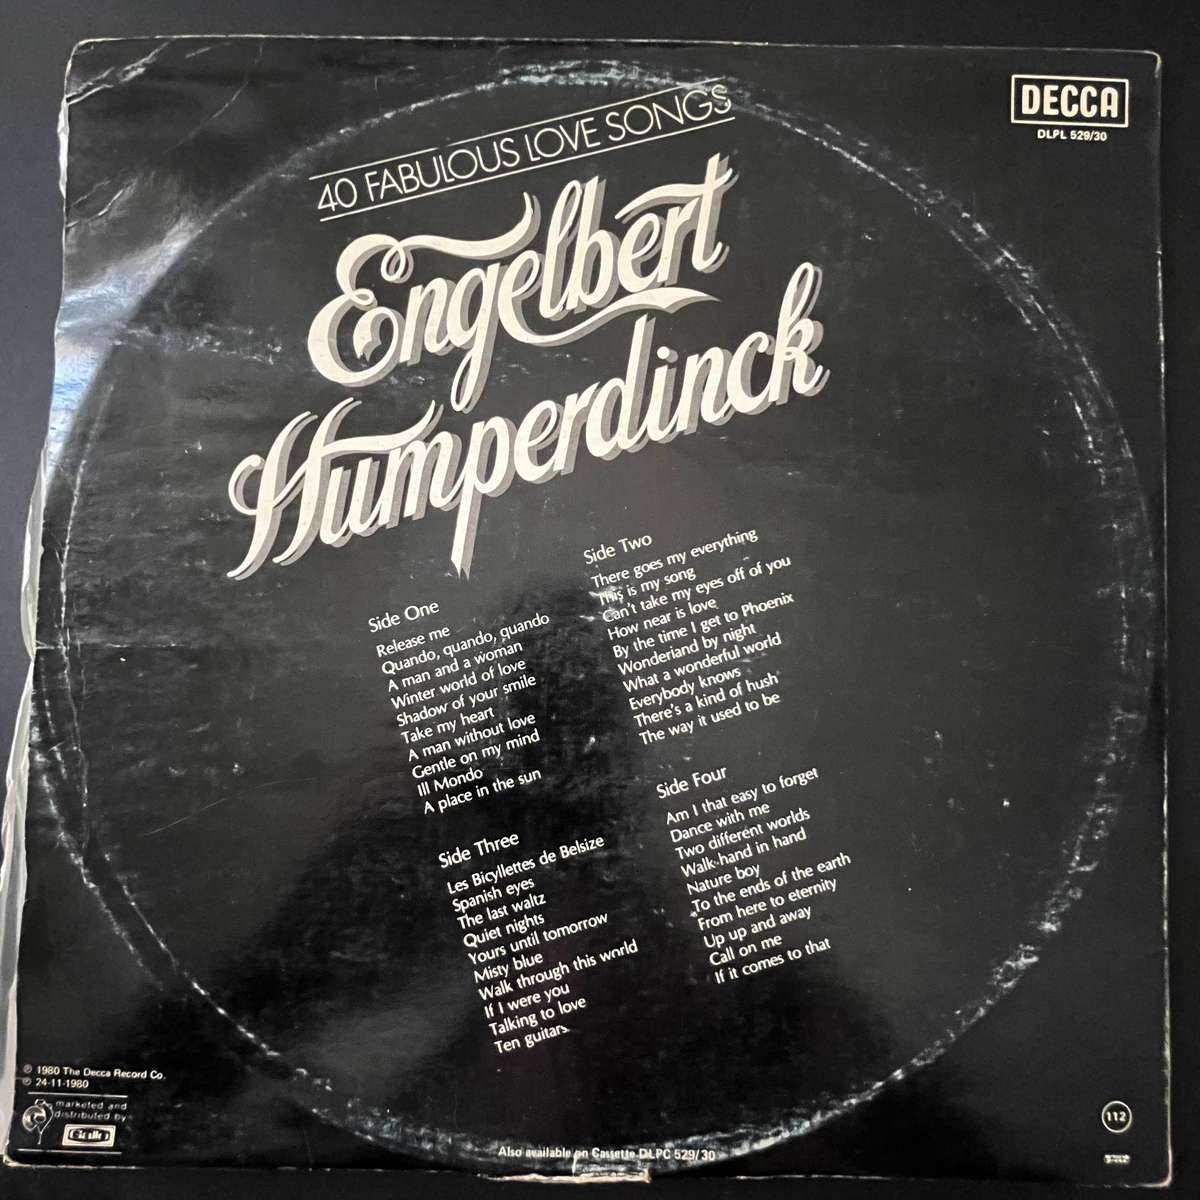 DECCA
DLPL 529/30
40 FABULOUS LOVE SONGS
Engelbert
Humperdinck
Side One
Release me
Quando, quando, quando
A man and a woman
Winter world of love
Shadow of your smile
Take my heart
A man without love
Gentle on my mind
Ill Mondo
A place in the sun
Side Two
There goes my everything
This is my song
Can't take my eyes off of you
How near is love
By the time I get to Phoenix
Wonderland by night
What a wonderful world
Everybody knows
There's a kind of hush
The way it used to be
Side Three
Les Bicyllettes de Belsize
Spanish eyes
The last waltz
Quiet nights
Yours until tomorrow
Misty blue
Walk through this world
If I were you
Talking to love
Ten guitars
Side Four
Am I that easy to forget
Dance with me
Two different worlds
Walk hand in hand
Nature boy
To the ends of the earth
From here to eternity
Up up and away
Call on me
If it comes to that
℗ 1980 The Decca Record Co.
℗ 24-11-1980
marketed and
distributed by
Gallo
Also available on Cassette DLPC 529/30
112